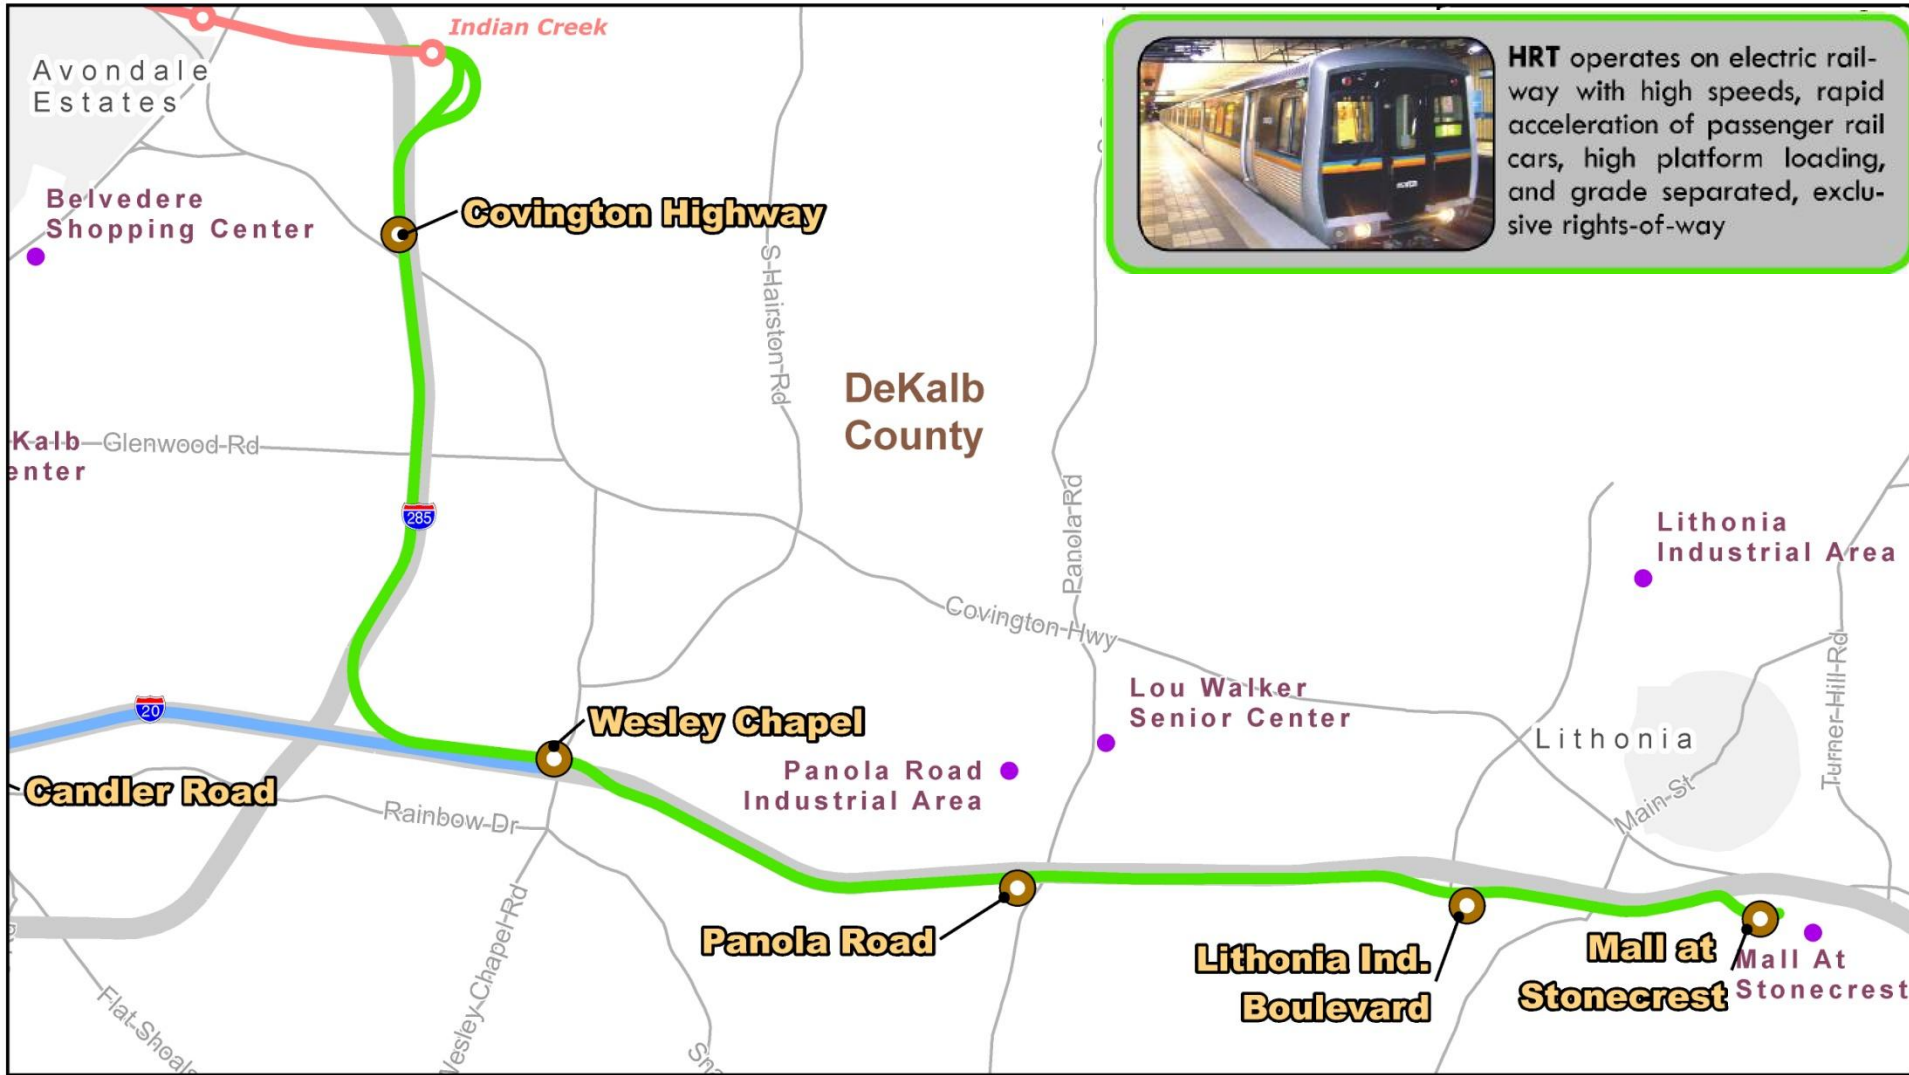 Indian Creek
Avondale
Estates
HRT operates on electric rail-
way with high speeds, rapid
acceleration of passenger rail
cars, high platform loading,
and grade separated, exclu-
sive rights-of-way
Belvedere
Shopping Center
Covington Highway
S-Hairston-Rd
DeKalb
County
Kalb
enter
Glenwood-Rd
285
Panola-Rd
Lithonia
Industrial Area
Covington-Hwy
Turner-Hill-Rd
Lou Walker
Senior Center
20
Wesley Chapel
Lithonia
Panola Road
Industrial Area
Candler Road
Rainbow-Dr
Main-St
Wesley-Chapel-Rd
Panola Road
Lithonia Ind.
Boulevard
Mall at
Stonecrest
Mall At
Stonecrest
Flat-Shoals